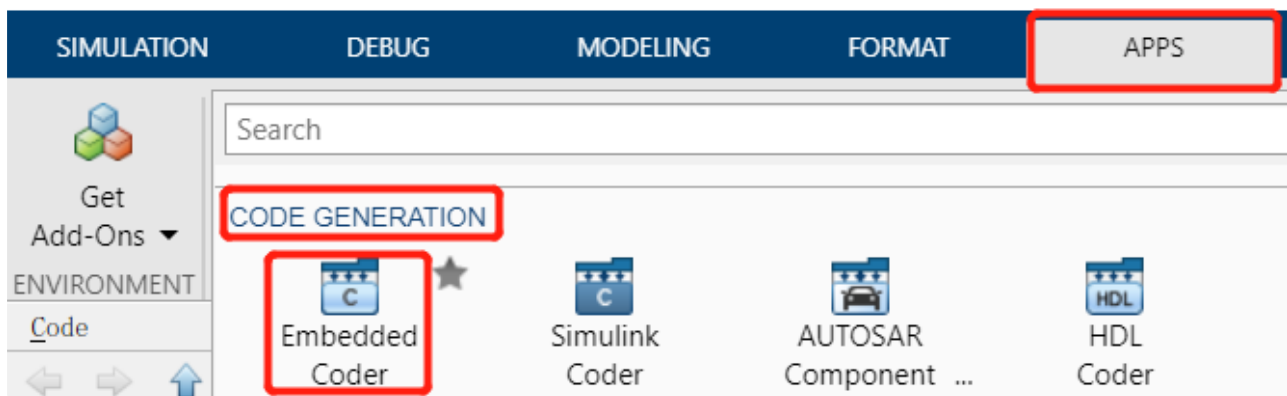 SIMULATION DEBUG MODELING FORMAT APPS
Search
Get
Add-Ons
CODE GENERATION
ENVIRONMENT
C C HDL
Code
Embedded Simulink AUTOSAR HDL
Coder Coder Component ... Coder